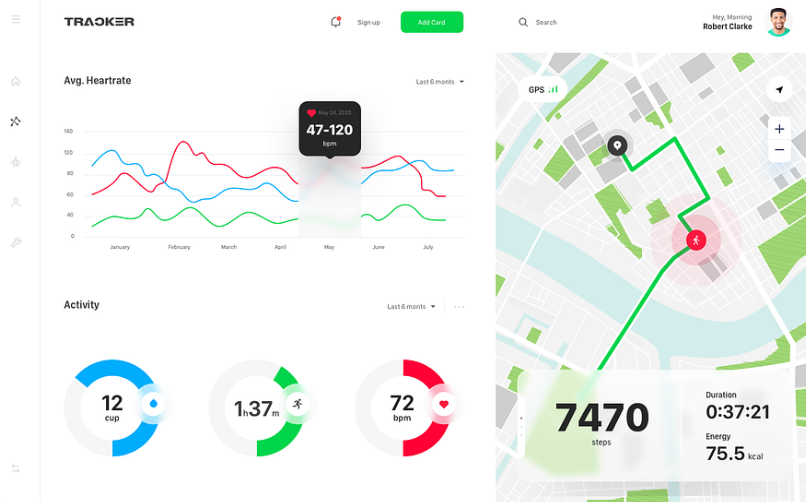 TRACKER
Sign up
Add Card
Search
Hey, Morning
Robert Clarke
Avg. Heartrate
Last 6 monts
May 24, 2020
47-120
bpm
140
120
80
60
40
0
January
February
March
April
May
June
July
GPS
Activity
Last 6 monts
12
cup
1h37m
72
bpm
7470
steps
Duration
0:37:21
Energy
75.5 kcal